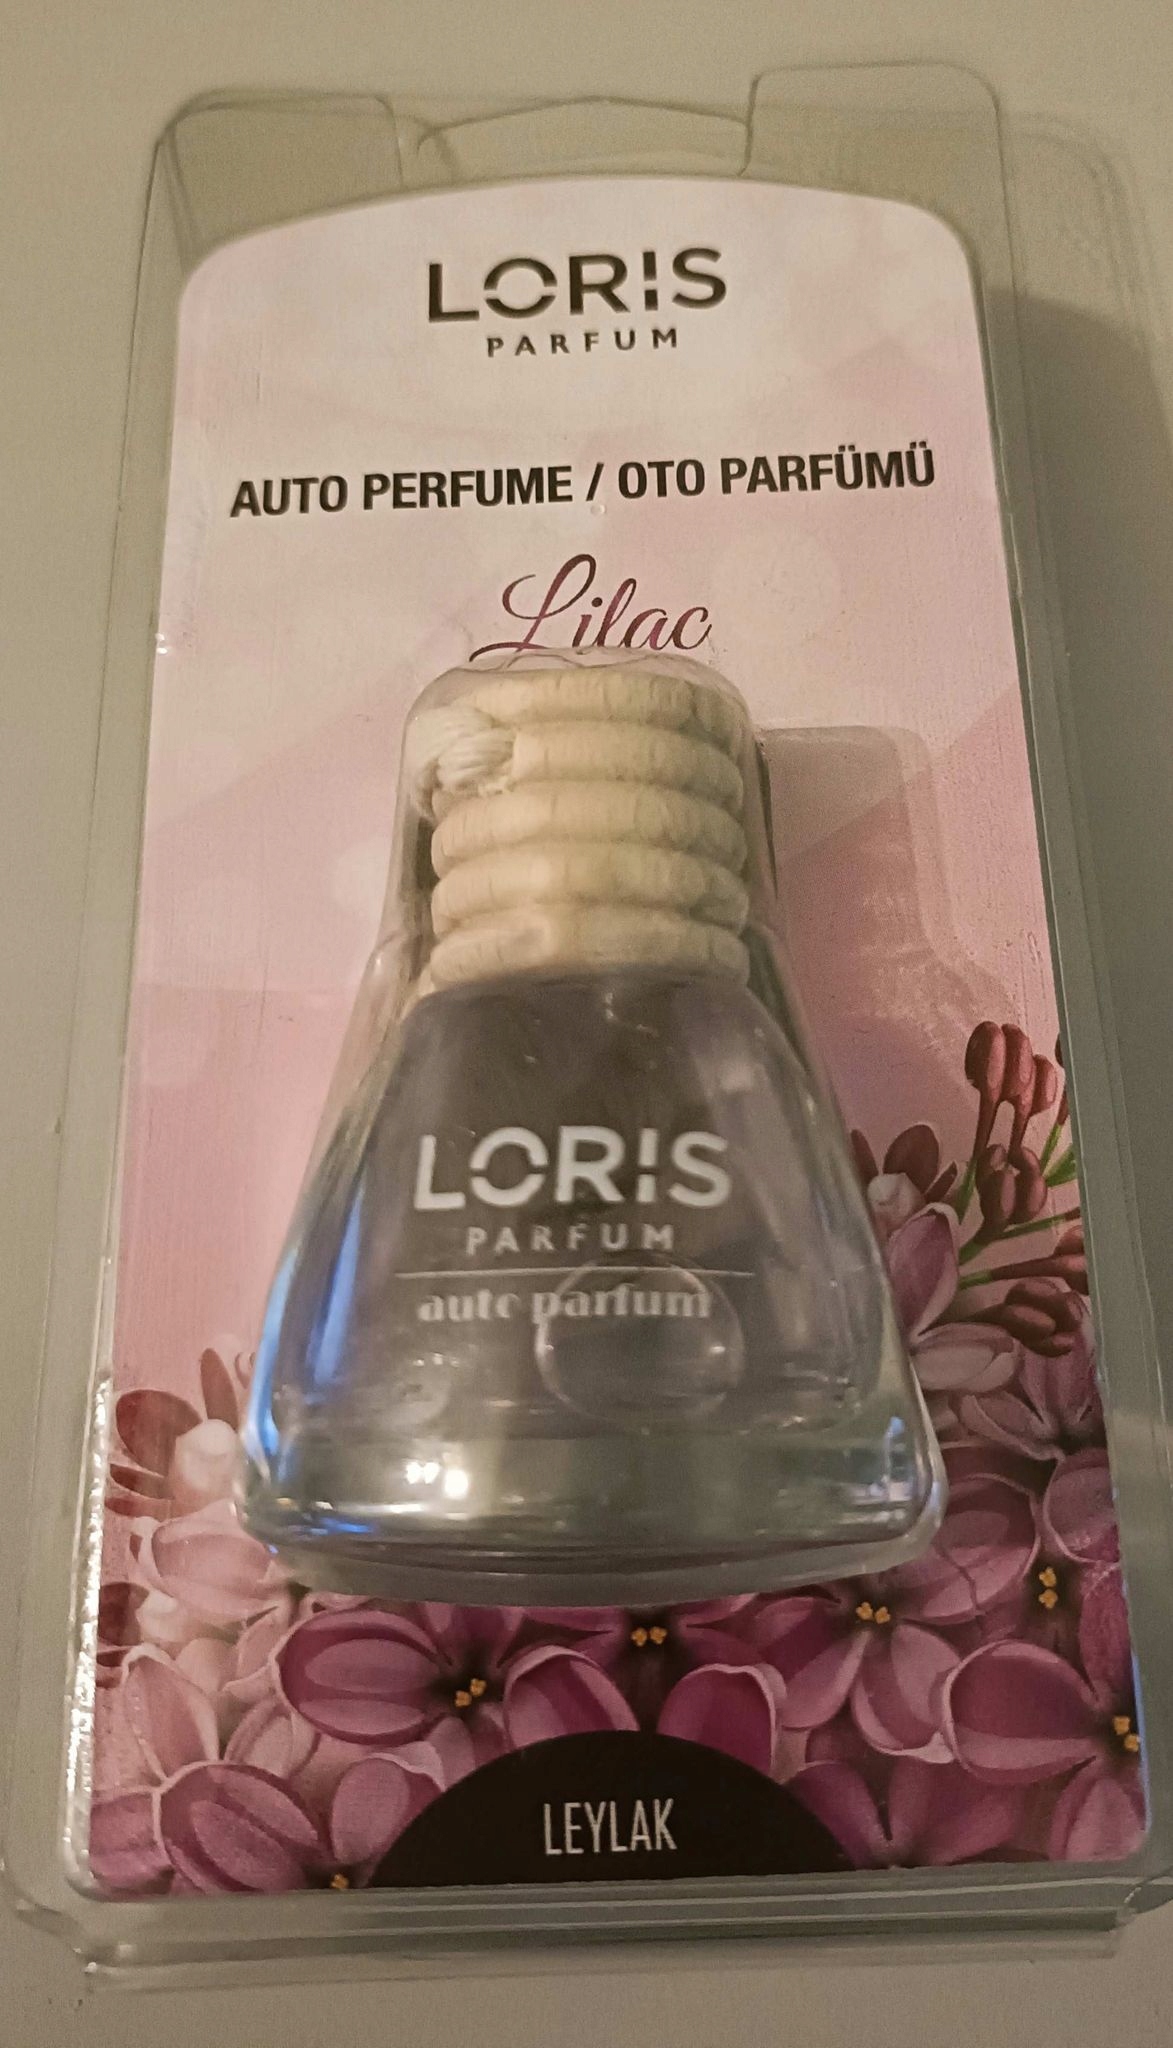 LORIS
PARFUM
AUTO PERFUME / OTO PARFÜMÜ
Lilac
LORIS
PARFUM
auto parfum
LEYLAK